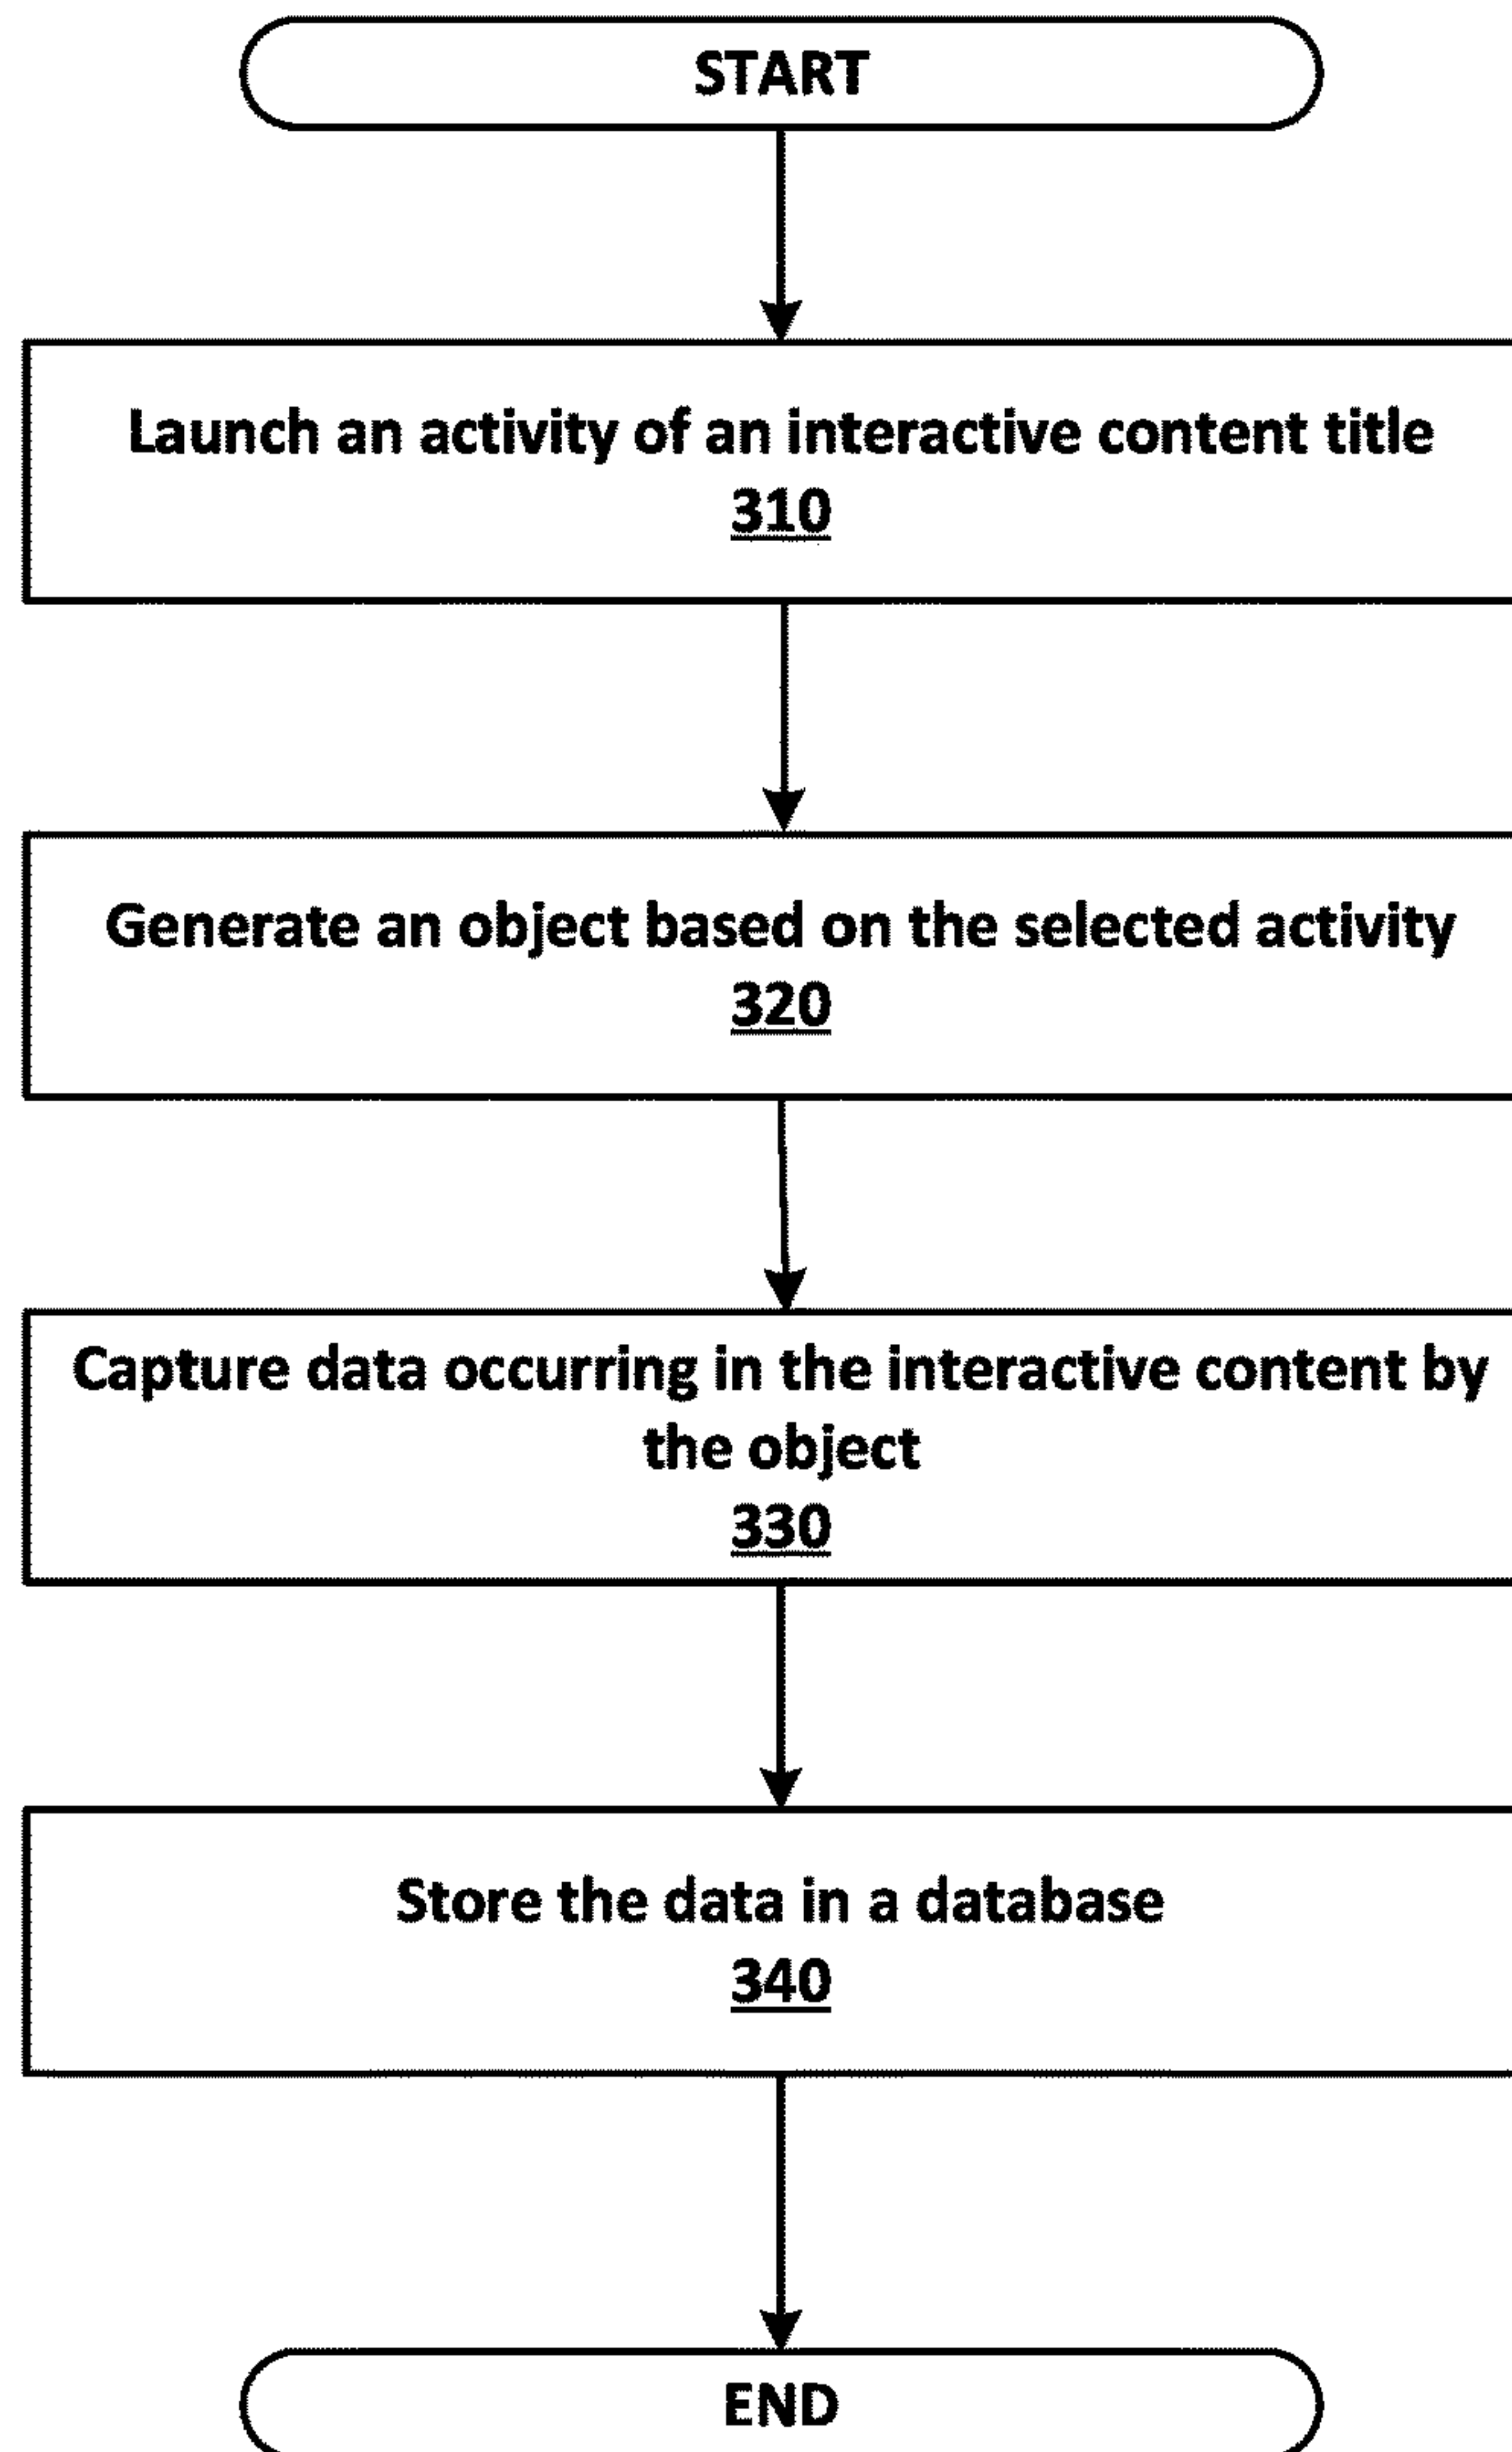 START
Launch an activity of an interactive content title
310
Generate an object based on the selected activity
320
Capture data occurring in the interactive content by
the object
330
Store the data in a database
340
END